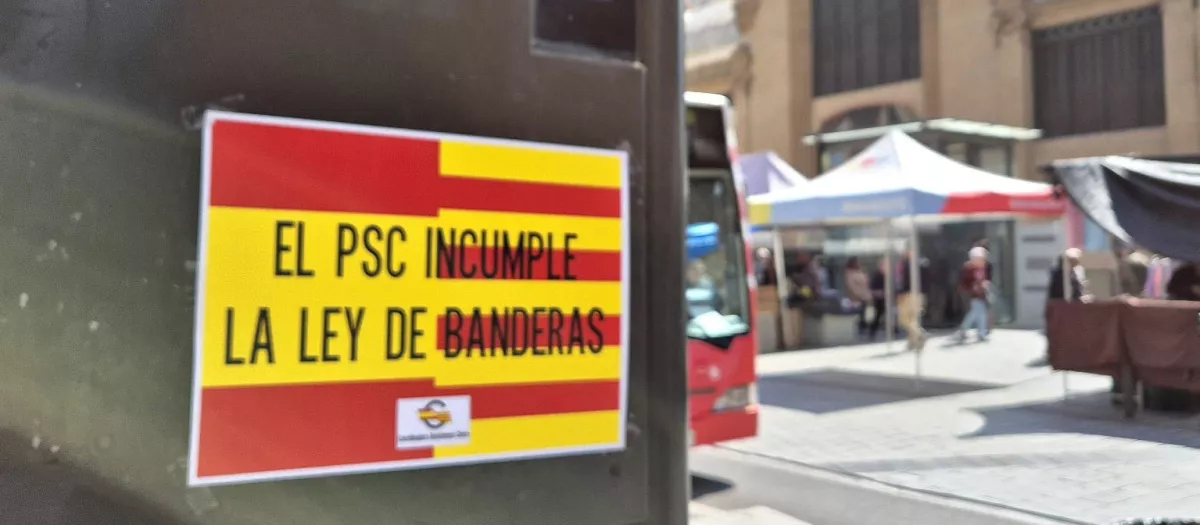 EL PSC INCUMPLE
LA LEY DE BANDERAS